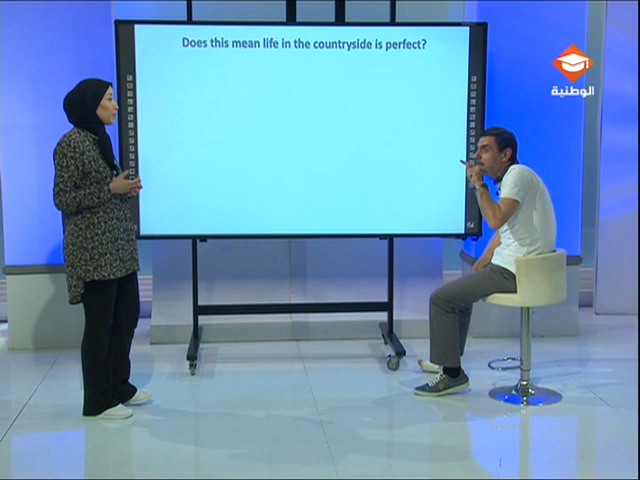 Does this mean life in the countryside is perfect?
الوطنية